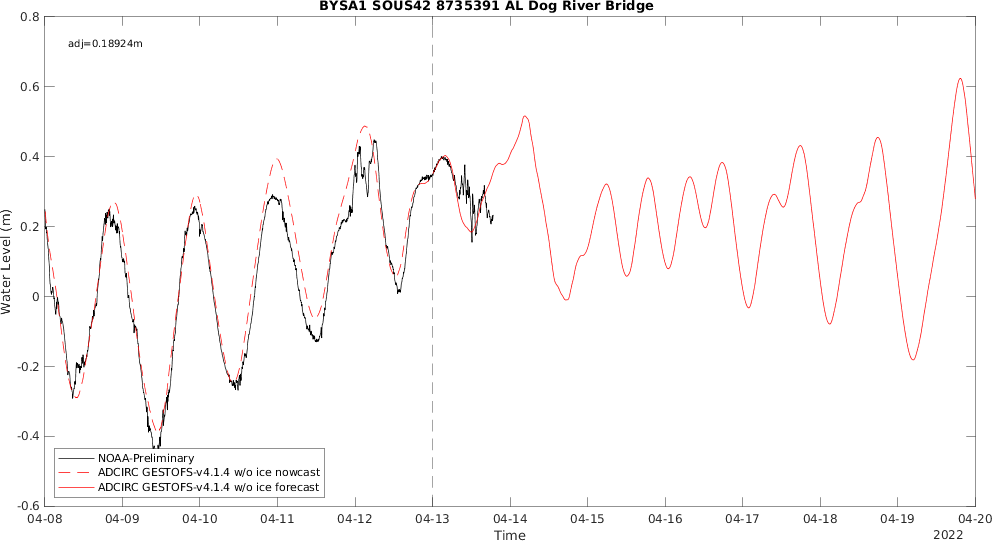 BYSA1 SOUS42 8735391 AL Dog River Bridge
0.8
adj=0.18924m
0.6
0.4
0.2
0
-0.2
-0.4
-0.6
Water Level (m)
NOAA-Preliminary
ADCIRC GESTOFS-v4.1.4 w/o ice nowcast
ADCIRC GESTOFS-v4.1.4 w/o ice forecast
04-08 04-09 04-10 04-11 04-12 04-13 04-14 04-15 04-16 04-17 04-18 04-19 04-20
Time
2022